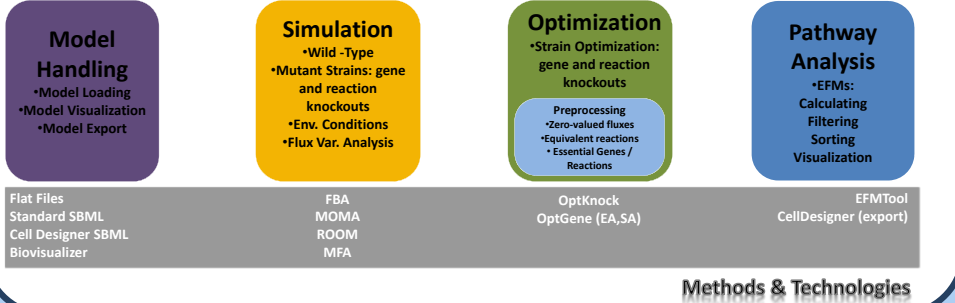 Model
Handling
•Model Loading
•Model Visualization
•Model Export
Simulation
•Wild -Type
•Mutant Strains: gene
and reaction
knockouts
•Env. Conditions
•Flux Var. Analysis
Optimization
•Strain Optimization:
gene and reaction
knockouts
Preprocessing
•Zero-valued fluxes
•Equivalent reactions
• Essential Genes /
Reactions
Pathway
Analysis
•EFMs:
Calculating
Filtering
Sorting
Visualization
Flat Files
Standard SBML
Cell Designer SBML
Biovisualizer
FBA
MOMA
ROOM
MFA
OptKnock
OptGene (EA,SA)
EFMTool
CellDesigner (export)
Methods & Technologies